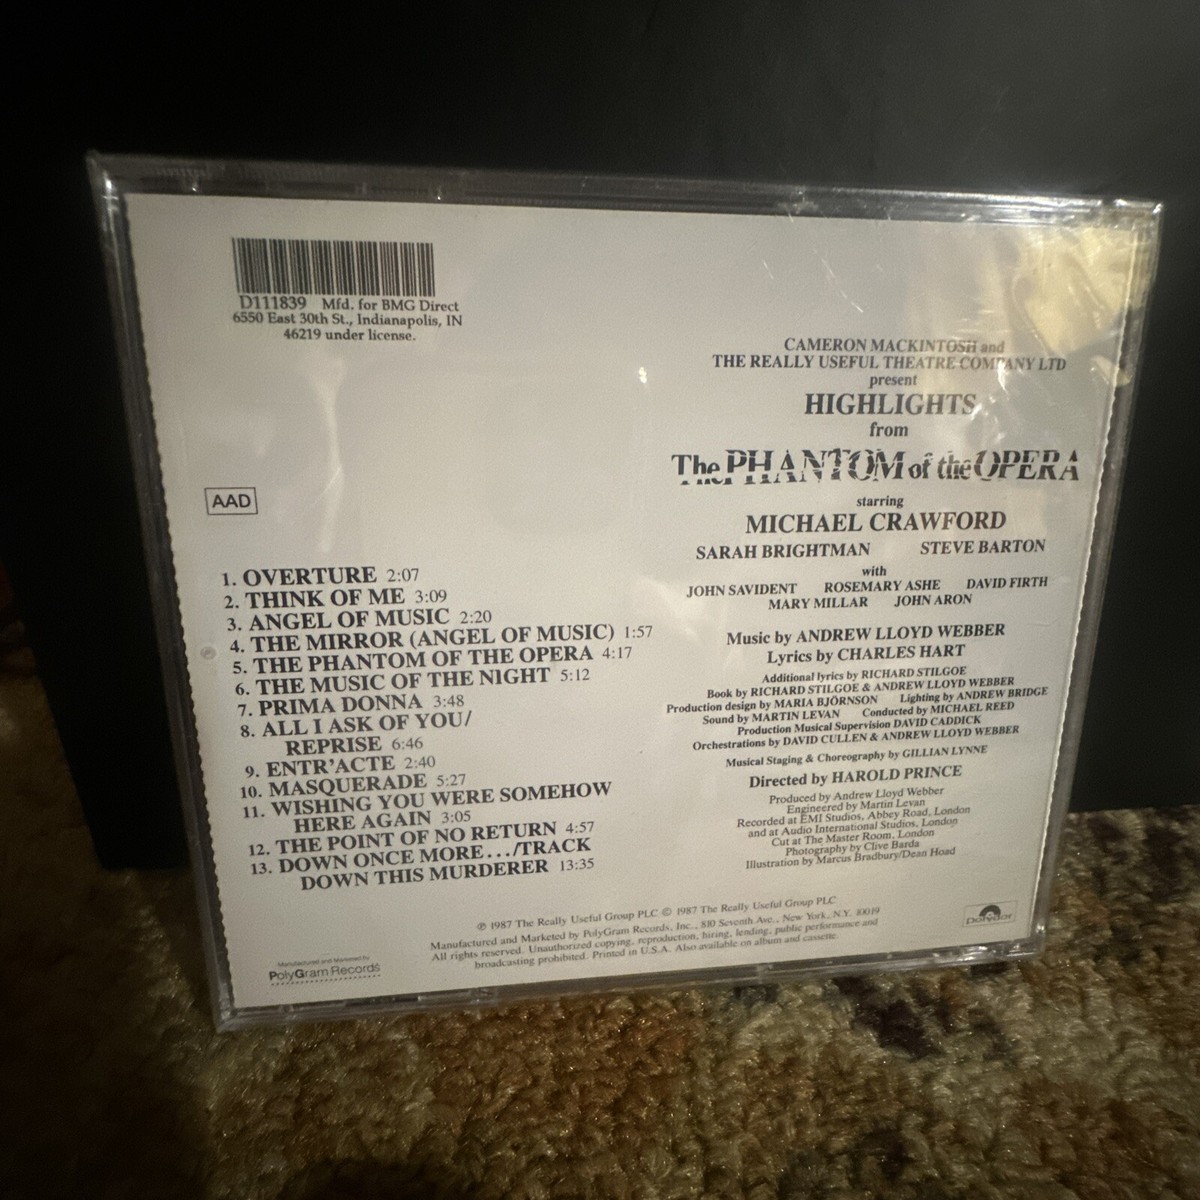 D111839 Mfd. for BMG Direct
6550 East 30th St., Indianapolis, IN
46219 under license.
AAD
1. OVERTURE 2:07
2. THINK OF ME 3:09
3. ANGEL OF MUSIC 2:20
4. THE MIRROR (ANGEL OF MUSIC) 1:57
5. THE PHANTOM OF THE OPERA 4:17
6. THE MUSIC OF THE NIGHT 5:12
7. PRIMA DONNA 3:48
8. ALL I ASK OF YOU/
REPRISE 6:46
9. ENTR'ACTE 2:40
10. MASQUERADE 5:27
11. WISHING YOU WERE SOMEHOW
HERE AGAIN 3:05
12. THE POINT OF NO RETURN 4:57
13. DOWN ONCE MORE.../TRACK
DOWN THIS MURDERER 13:35
CAMERON MACKINTOSH and
THE REALLY USEFUL THEATRE COMPANY LTD
present
HIGHLIGHTS
from
The PHANTOM of the OPERA
starring
MICHAEL CRAWFORD
SARAH BRIGHTMAN STEVE BARTON
with
JOHN SAVIDENT ROSEMARY ASHE DAVID FIRTH
MARY MILLAR JOHN ARON
Music by ANDREW LLOYD WEBBER
Lyrics by CHARLES HART
Additional lyrics by RICHARD STILGOE
Book by RICHARD STILGOE & ANDREW LLOYD WEBBER
Production design by MARIA BJÖRNSON Lighting by ANDREW BRIDGE
Sound by MARTIN LEVAN Conducted by MICHAEL REED
Production Musical Supervision DAVID CADDICK
Orchestrations by DAVID CULLEN & ANDREW LLOYD WEBBER
Musical Staging & Choreography by GILLIAN LYNNE
Directed by HAROLD PRINCE
Produced by Andrew Lloyd Webber
Engineered by Martin Levan
Recorded at EMI Studios, Abbey Road, London
and at Audio International Studios, London
Cut at The Master Room, London
Photography by Clive Barda
Illustration by Marcus Bradbury/Dean Hoad
℗ 1987 The Really Useful Group PLC © 1987 The Really Useful Group PLC
Manufactured and Marketed by PolyGram Records, Inc., 810 Seventh Ave., New York, N.Y. 10019
All rights reserved. Unauthorized copying, reproduction, hiring, lending, public performance and
broadcasting prohibited. Printed in U.S.A. Also available on album and cassette.
Manufactured and Marketed by
PolyGram Records
polydor